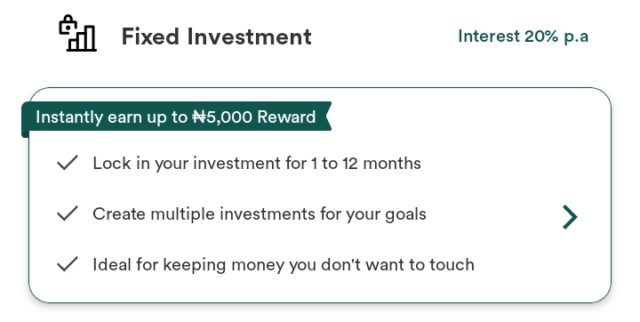 Fixed Investment
Interest 20% p.a
Instantly earn up to ₦5,000 Reward
Lock in your investment for 1 to 12 months
Create multiple investments for your goals
Ideal for keeping money you don't want to touch